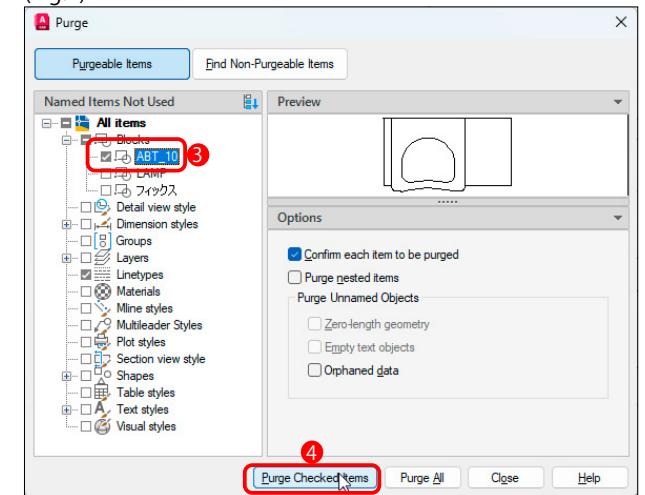 Purge
Purgeable Items
Find Non-Purgeable Items
Named Items Not Used
All items
Blocks
ABT_10
3
LAMP
フィックス
Detail view style
Dimension styles
Groups
Layers
Linetypes
Materials
Mline styles
Multileader Styles
Plot styles
Section view style
Shapes
Table styles
Text styles
Visual styles
Preview
Options
Confirm each item to be purged
Purge nested items
Purge Unnamed Objects
Zero-length geometry
Empty text objects
Orphaned data
4
Purge Checked Items
Purge All
Close
Help